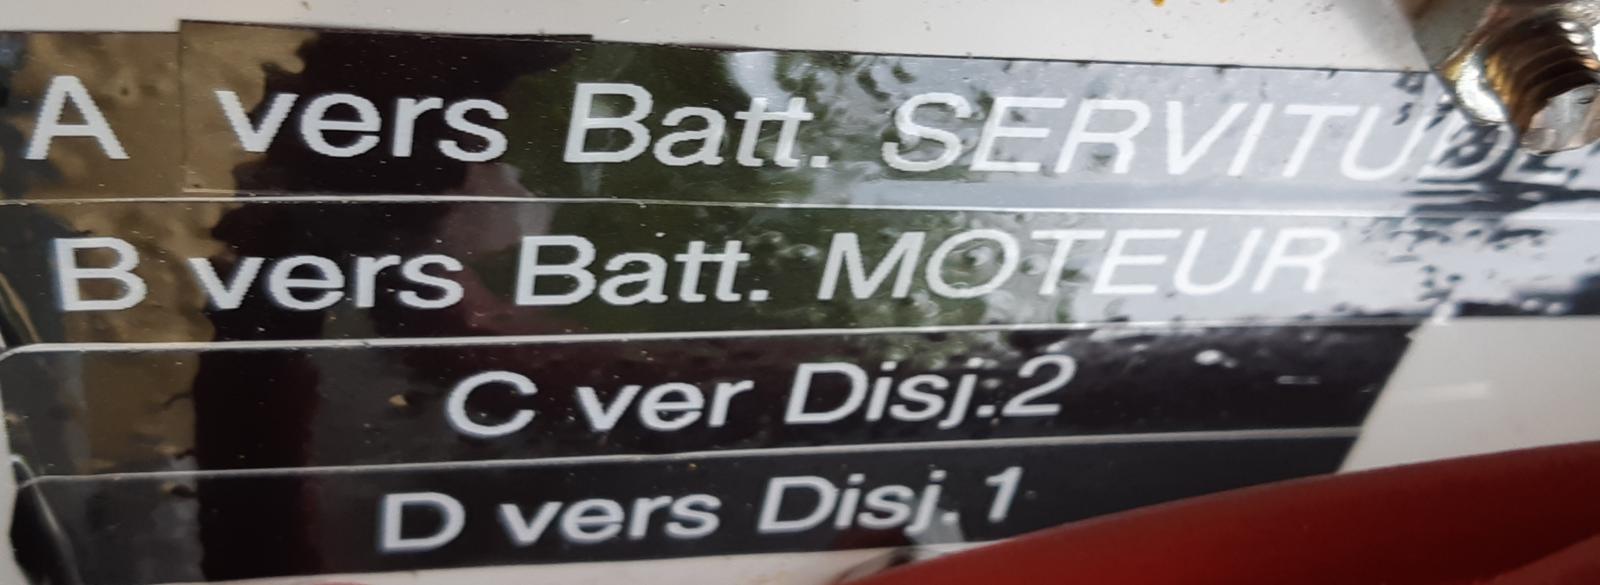 A vers Batt. SERVITUDE
B vers Batt. MOTEUR
C ver Disj.2
D vers Disj.1